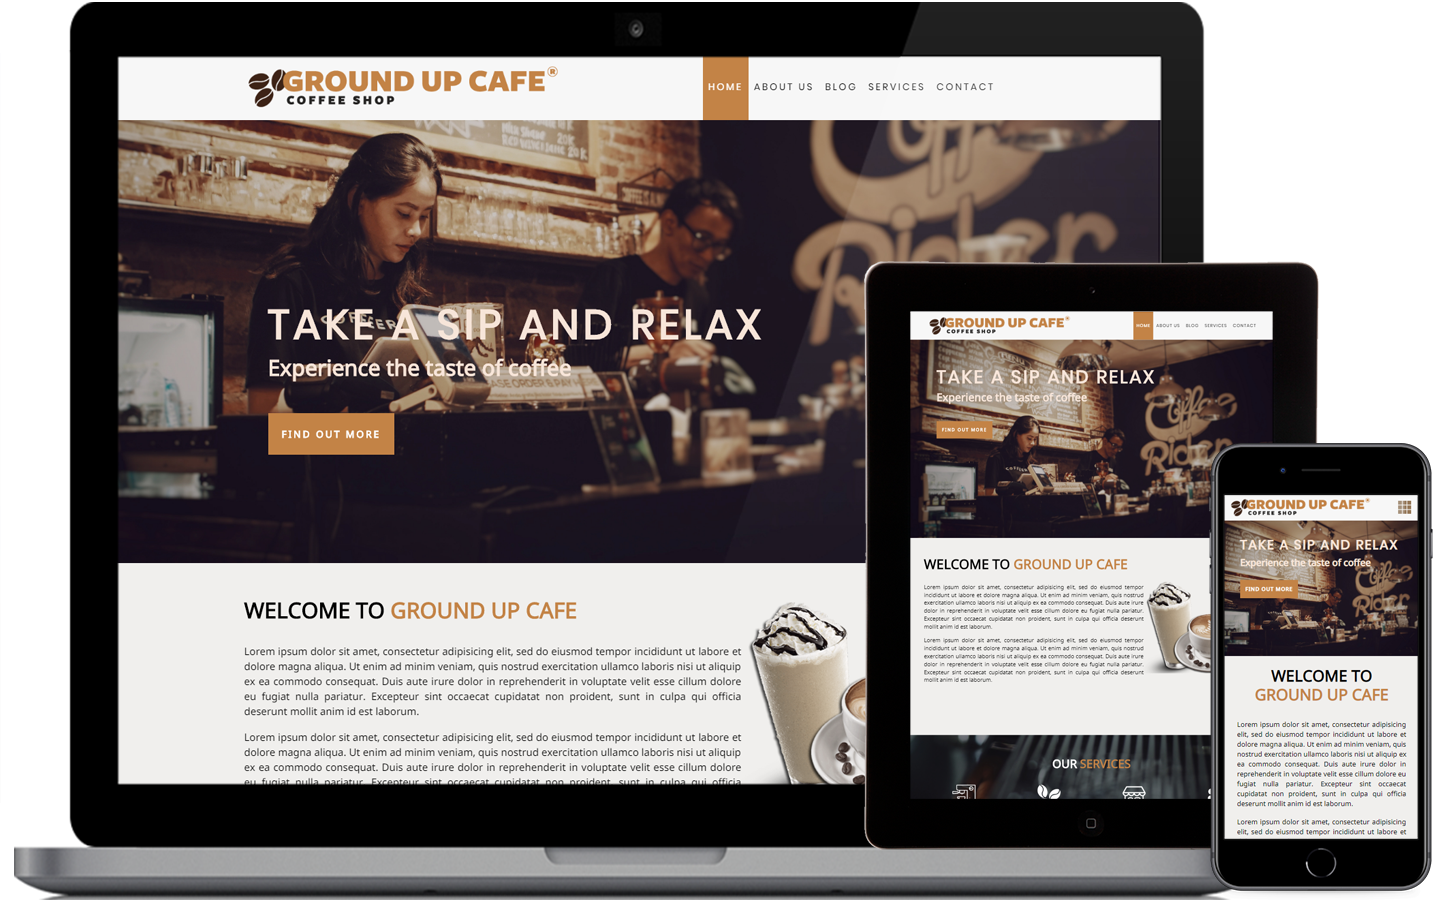 GROUND UP CAFE®
COFFEE SHOP
HOME ABOUT US BLOG SERVICES CONTACT
20K
20K
Coffee
Rider
COFFEE
TAKE A SIP AND RELAX
Experience the taste of coffee
PLEASE ORDER & PAY
FIND OUT MORE
WELCOME TO GROUND UP CAFE
Lorem ipsum dolor sit amet, consectetur adipisicing elit, sed do eiusmod tempor incididunt ut labore et
dolore magna aliqua. Ut enim ad minim veniam, quis nostrud exercitation ullamco laboris nisi ut aliquip
ex ea commodo consequat. Duis aute irure dolor in reprehenderit in voluptate velit esse cillum dolore
eu fugiat nulla pariatur. Excepteur sint occaecat cupidatat non proident, sunt in culpa qui officia
deserunt mollit anim id est laborum.
Lorem ipsum dolor sit amet, consectetur adipisicing elit, sed do eiusmod tempor incididunt ut labore et
dolore magna aliqua. Ut enim ad minim veniam, quis nostrud exercitation ullamco laboris nisi ut aliquip
ex ea commodo consequat. Duis aute irure dolor in reprehenderit in voluptate velit esse cillum dolore
eu fugiat nulla pariatur. Excepteur sint occaecat cupidatat non proident, sunt in culpa qui officia
GROUND UP CAFE®
COFFEE SHOP
HOME ABOUT US BLOG SERVICES CONTACT
TAKE A SIP AND RELAX
Experience the taste of coffee
FIND OUT MORE
Coffee
Rider
WELCOME TO GROUND UP CAFE
Lorem ipsum dolor sit amet, consectetur adipisicing elit, sed do eiusmod tempor
incididunt ut labore et dolore magna aliqua. Ut enim ad minim veniam, quis nostrud
exercitation ullamco laboris nisi ut aliquip ex ea commodo consequat. Duis aute irure
dolor in reprehenderit in voluptate velit esse cillum dolore eu fugiat nulla pariatur.
Excepteur sint occaecat cupidatat non proident, sunt in culpa qui officia deserunt
mollit anim id est laborum.
Lorem ipsum dolor sit amet, consectetur adipisicing elit, sed do eiusmod tempor
incididunt ut labore et dolore magna aliqua. Ut enim ad minim veniam, quis nostrud
exercitation ullamco laboris nisi ut aliquip ex ea commodo consequat. Duis aute irure
dolor in reprehenderit in voluptate velit esse cillum dolore eu fugiat nulla pariatur.
Excepteur sint occaecat cupidatat non proident, sunt in culpa qui officia deserunt
mollit anim id est laborum.
OUR SERVICES
GROUND UP CAFE®
COFFEE SHOP
TAKE A SIP AND RELAX
Experience the taste of coffee
FIND OUT MORE
Coffee
Rider
WELCOME TO
GROUND UP CAFE
Lorem ipsum dolor sit amet, consectetur adipisicing
elit, sed do eiusmod tempor incididunt ut labore et
dolore magna aliqua. Ut enim ad minim veniam, quis
nostrud exercitation ullamco laboris nisi ut aliquip
ex ea commodo consequat. Duis aute irure dolor in
reprehenderit in voluptate velit esse cillum dolore eu
fugiat nulla pariatur. Excepteur sint occaecat
cupidatat non proident, sunt in culpa qui officia
deserunt mollit anim id est laborum.
Lorem ipsum dolor sit amet, consectetur adipisicing
elit, sed do eiusmod tempor incididunt ut labore et